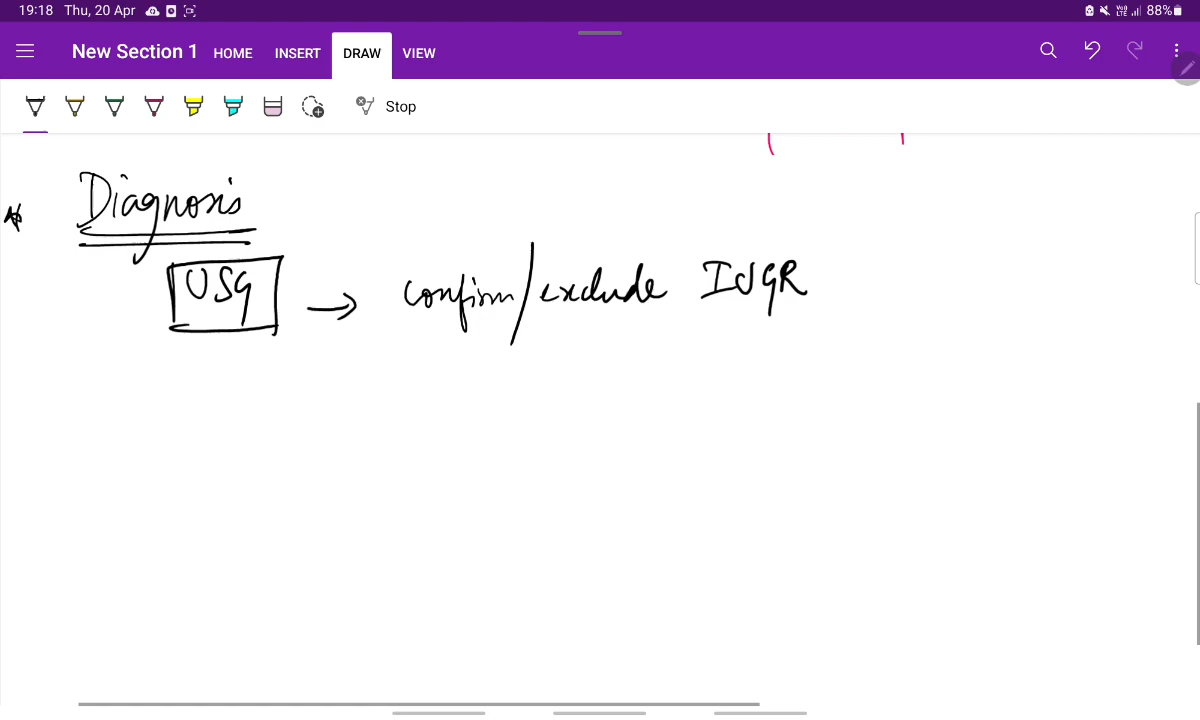 19:18 Thu, 20 Apr 88%
New Section 1 HOME INSERT DRAW VIEW
Stop
Diagnosis
USG → confirm/exclude IUGR